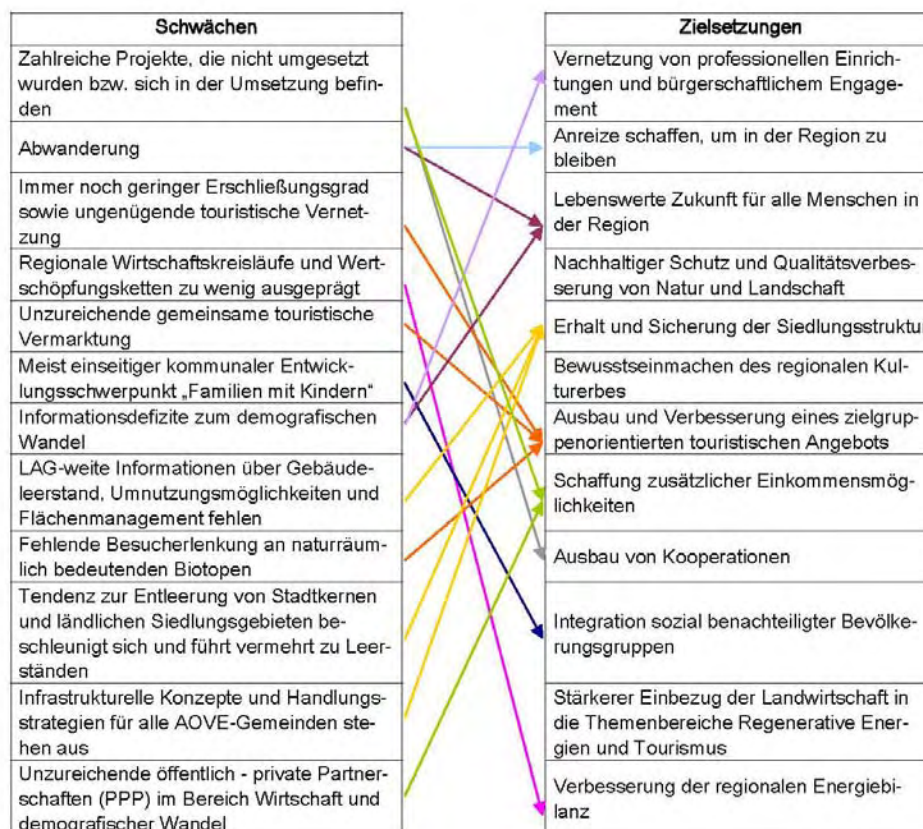 Schwächen
Zahlreiche Projekte, die nicht umgesetzt
wurden bzw. sich in der Umsetzung befin-
den
Abwanderung
Immer noch geringer Erschließungsgrad
sowie ungenügende touristische Vernet-
zung
Regionale Wirtschaftskreisläufe und Wert-
schöpfungsketten zu wenig ausgeprägt
Unzureichende gemeinsame touristische
Vermarktung
Meist einseitiger kommunaler Entwick-
lungsschwerpunkt „Familien mit Kindern“
Informationsdefizite zum demografischen
Wandel
LAG-weite Informationen über Gebäude-
leerstand, Umnutzungsmöglichkeiten und
Flächenmanagement fehlen
Fehlende Besucherlenkung an naturräum-
lich bedeutenden Biotopen
Tendenz zur Entleerung von Stadtkernen
und ländlichen Siedlungsgebieten be-
schleunigt sich und führt vermehrt zu Leer-
ständen
Infrastrukturelle Konzepte und Handlungs-
strategien für alle AOVE-Gemeinden ste-
hen aus
Unzureichende öffentlich - private Partner-
schaften (PPP) im Bereich Wirtschaft und
demografischer Wandel
Zielsetzungen
Vernetzung von professionellen Einrich-
tungen und bürgerschaftlichem Engage-
ment
Anreize schaffen, um in der Region zu
bleiben
Lebenswerte Zukunft für alle Menschen in
der Region
Nachhaltiger Schutz und Qualitätsverbes-
serung von Natur und Landschaft
Erhalt und Sicherung der Siedlungsstruktu
Bewusstseinmachen des regionalen Kul-
turerbes
Ausbau und Verbesserung eines zielgrup-
penorientierten touristischen Angebots
Schaffung zusätzlicher Einkommensmög-
lichkeiten
Ausbau von Kooperationen
Integration sozial benachteiligter Bevölke-
rungsgruppen
Stärkerer Einbezug der Landwirtschaft in
die Themenbereiche Regenerative Ener-
gien und Tourismus
Verbesserung der regionalen Energiebi-
lanz